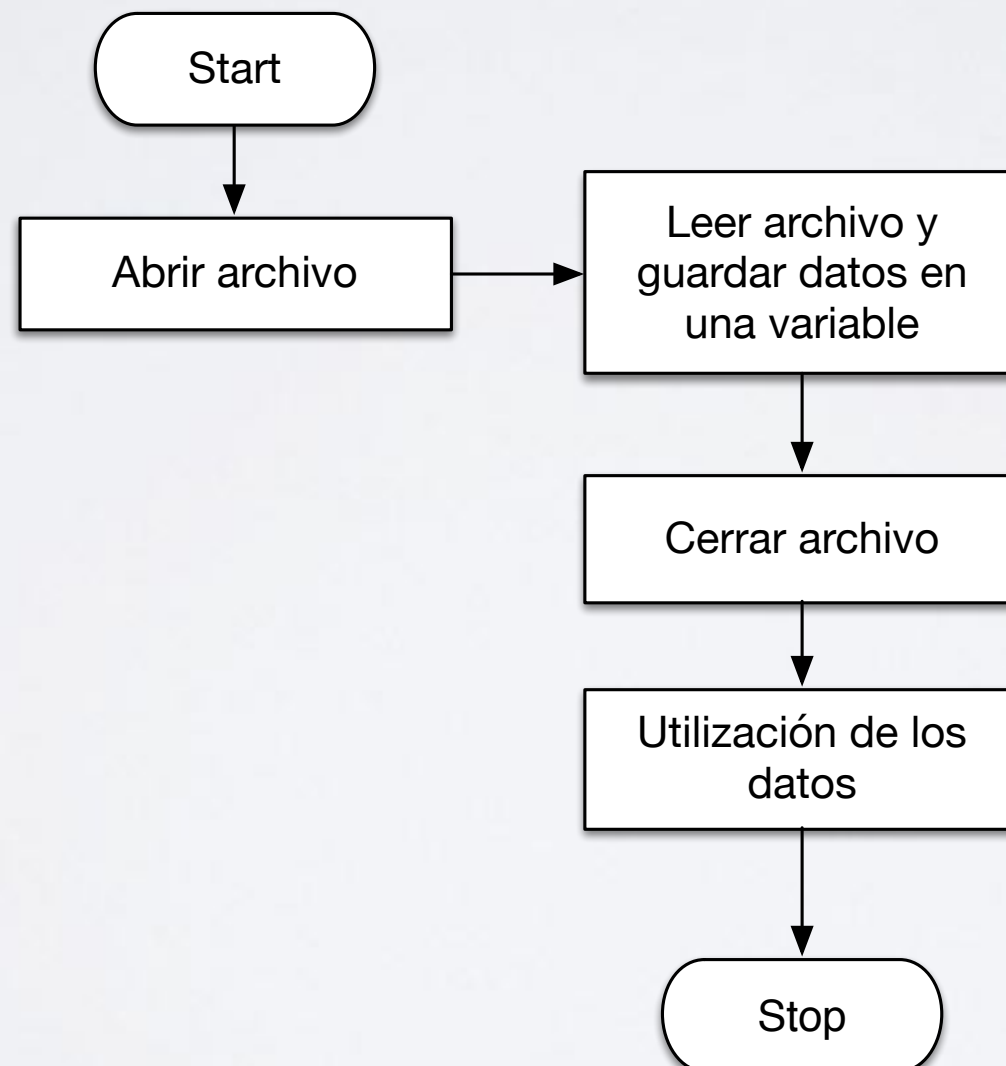 Start
Abrir archivo
Leer archivo y
guardar datos en
una variable
Cerrar archivo
Utilización de los
datos
Stop